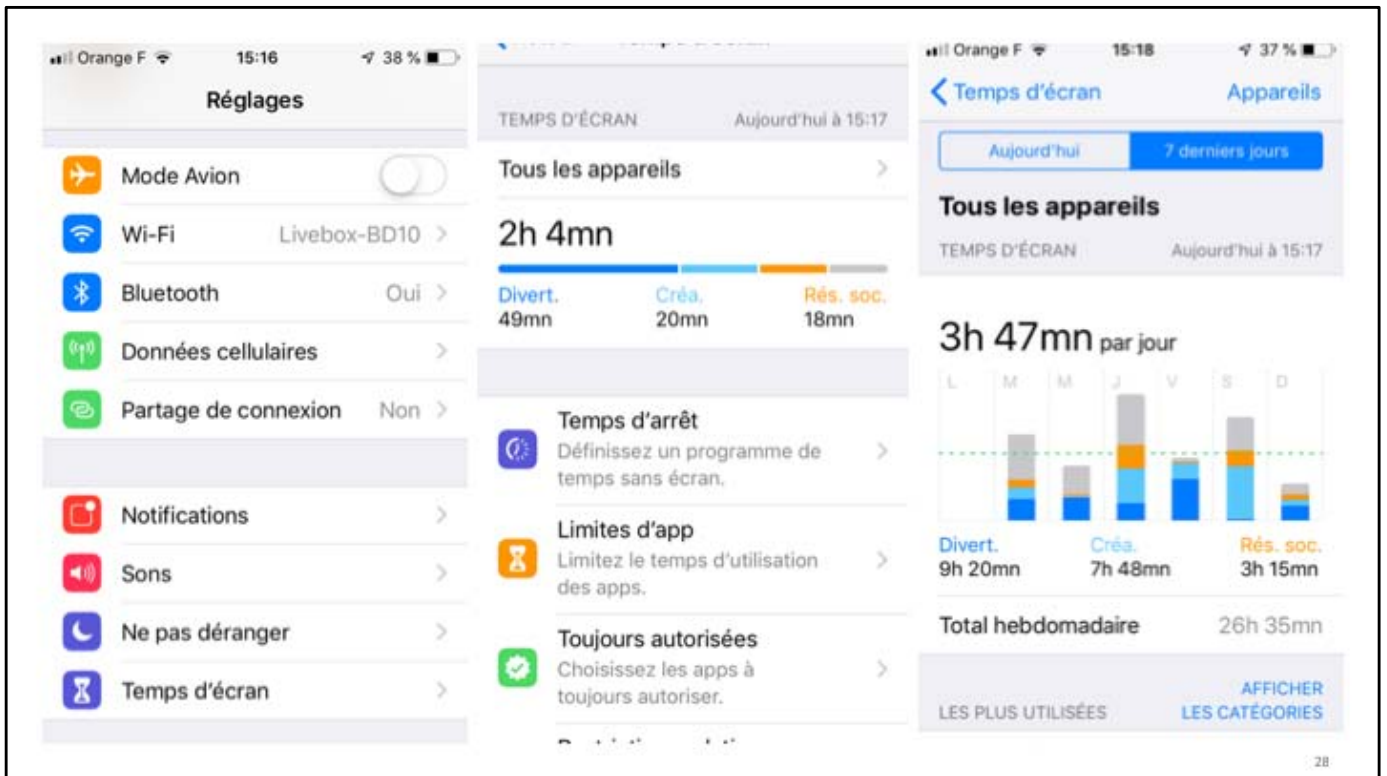 Orange F 15:16 38 %
Réglages
Mode Avion
Wi-Fi Livebox-BD10
Bluetooth Oui
Données cellulaires
Partage de connexion Non
Notifications
Sons
Ne pas déranger
Temps d'écran
TEMPS D'ÉCRAN Aujourd'hui à 15:17
Tous les appareils
2h 4mn
Divert. Créa. Rés. soc.
49mn 20mn 18mn
Temps d'arrêt
Définissez un programme de
temps sans écran.
Limites d'app
Limitez le temps d'utilisation
des apps.
Toujours autorisées
Choisissez les apps à
toujours autoriser.
Orange F 15:18 37 %
Temps d'écran Appareils
Aujourd'hui 7 derniers jours
Tous les appareils
TEMPS D'ÉCRAN Aujourd'hui à 15:17
3h 47mn par jour
L M M J V S D
Divert. Créa. Rés. soc.
9h 20mn 7h 48mn 3h 15mn
Total hebdomadaire 26h 35mn
LES PLUS UTILISÉES AFFICHER
LES CATÉGORIES
28